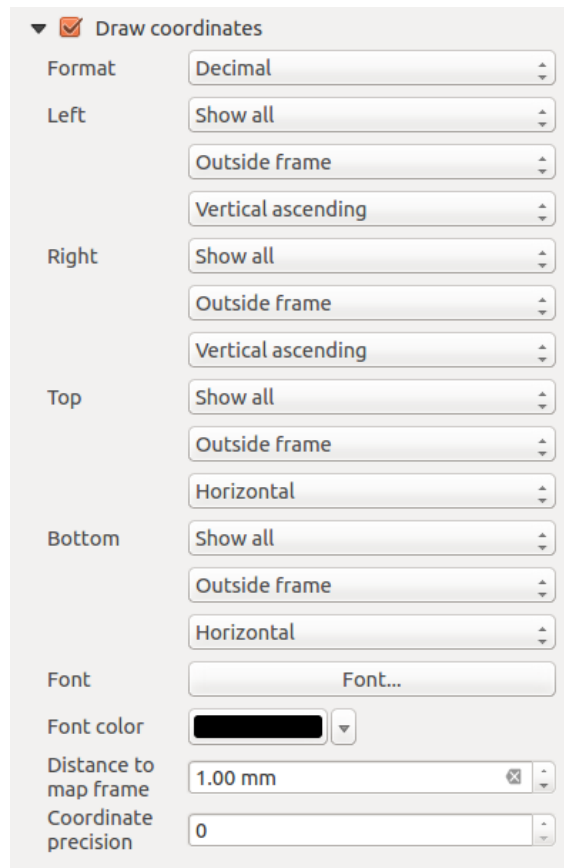 Draw coordinates
Format Decimal
Left Show all
Outside frame
Vertical ascending
Right Show all
Outside frame
Vertical ascending
Top Show all
Outside frame
Horizontal
Bottom Show all
Outside frame
Horizontal
Font Font...
Font color
Distance to
map frame 1.00 mm
Coordinate
precision 0